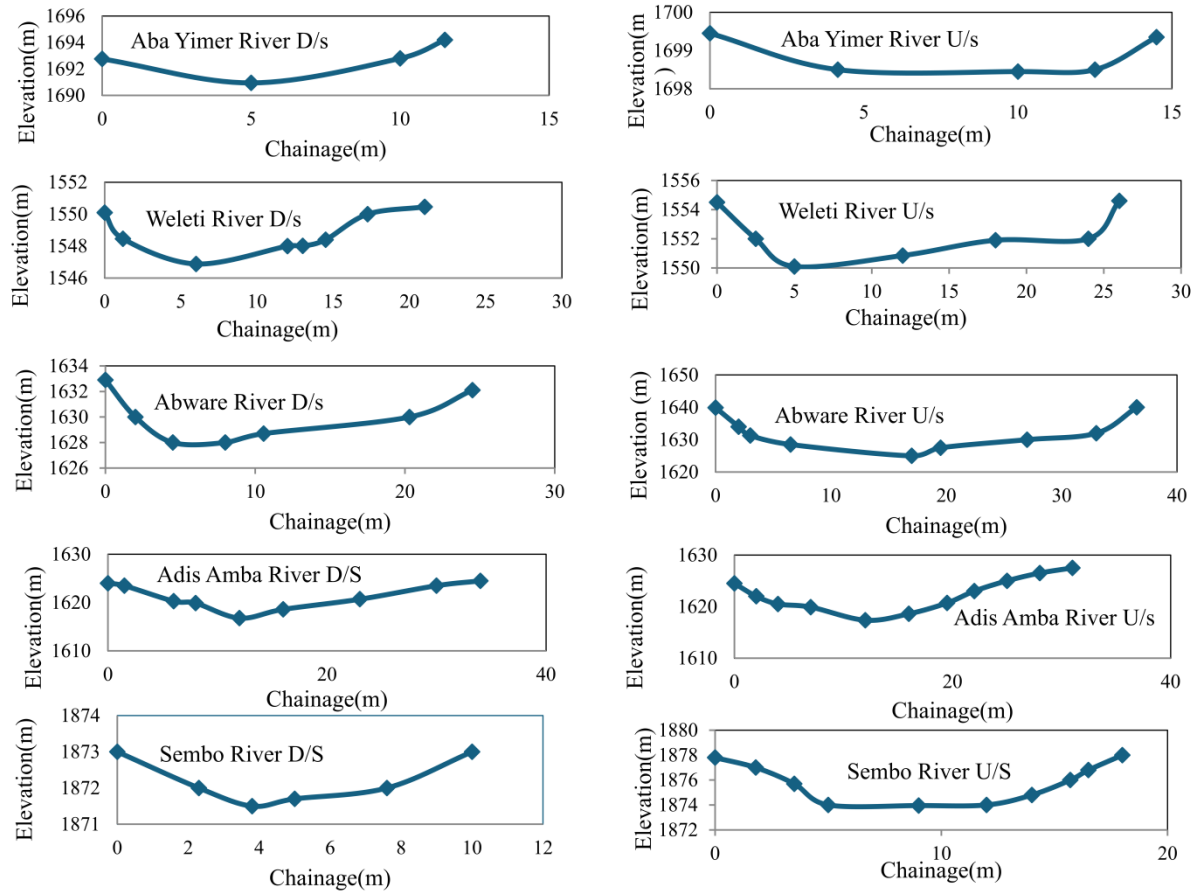 Elevation(m)
1696
1694
1692
1690
Aba Yimer River D/s
0 5 10 15
Chainage(m)
Elevation(m
)
1700
1699
1698
Aba Yimer River U/s
0 5 10 15
Chainage(m)
Elevation(m)
1552
1550
1548
1546
Weleti River D/s
0 5 10 15 20 25 30
Chainage(m)
Elevation(m)
1556
1554
1552
1550
Weleti River U/s
0 5 10 15 20 25 30
Chainage(m)
Elevation(m)
1634
1632
1630
1628
1626
Abware River D/s
0 10 20 30
Chainage(m)
Elevation (m)
1650
1640
1630
1620
Abware River U/s
0 10 20 30 40
Chainage(m)
Elevation(m)
1630
1620
1610
Adis Amba River D/S
0 20 40
Chainage(m)
Elevation(m)
1630
1620
1610
Adis Amba River U/s
0 20 40
Chainage(m)
Elevation(m)
1874
1873
1872
1871
Sembo River D/S
0 2 4 6 8 10 12
Chainage(m)
Elevation(m)
1880
1878
1876
1874
1872
Sembo River U/S
0 10 20
Chainage(m)